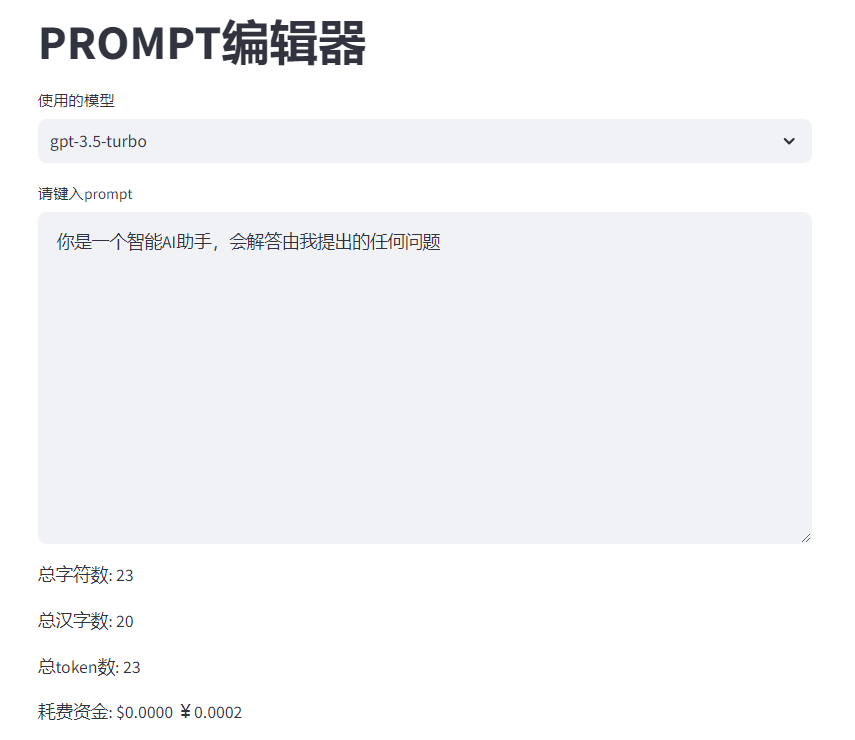 PROMPT编辑器
使用的模型
gpt-3.5-turbo
请键入prompt
你是一个智能AI助手，会解答由我提出的任何问题
总字符数: 23
总汉字数: 20
总token数: 23
耗费资金: $0.0000 ￥0.0002